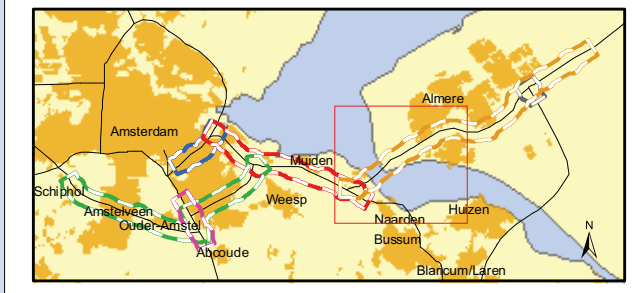 Almere
Amsterdam
Muiden
Schiphol
Weesp
Amstelveen
Naarden
Huizen
Ouder-Amstel
Bussum
Abcoude
Blaricum/Laren
N